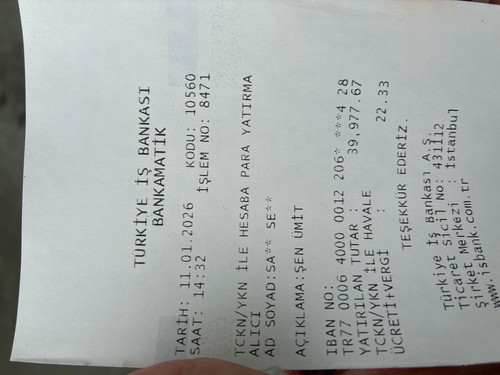 TÜRKİYE İŞ BANKASI
BANKAMATİK
TARİH: 11.01.2026 KODU: 10560
SAAT: 14:32 İŞLEM NO: 8471
TCKN/YKN İLE HESABA PARA YATIRMA
ALICI
AD SOYAD:SA** SE**
AÇIKLAMA:ŞEN ÜMİT
IBAN NO:
TR77 0006 4000 0012 206* ***4 28
YATIRILAN TUTAR : 39,977.67
TCKN/YKN İLE HAVALE
ÜCRETİ+VERGİ : 22.33
TEŞEKKÜR EDERİZ.
Türkiye İş Bankası A.Ş.
Ticaret Sicil No: 431112
Şirket Merkezi : İstanbul
www.isbank.com.tr